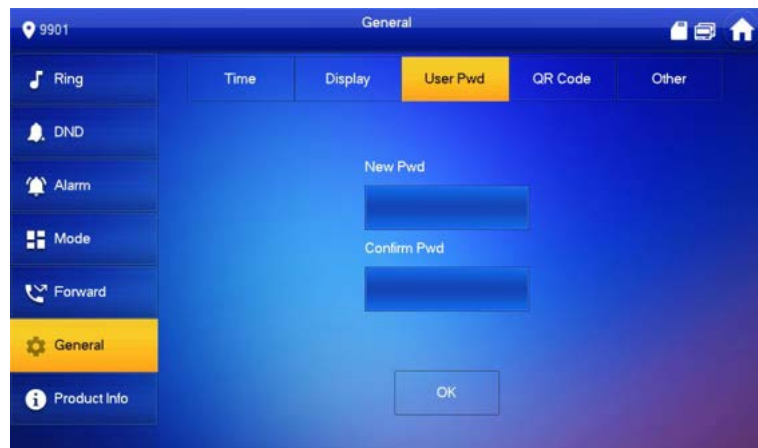 9901
General
Ring
Time
Display
User Pwd
QR Code
Other
DND
Alarm
Mode
Forward
General
Product Info
New Pwd
Confirm Pwd
OK